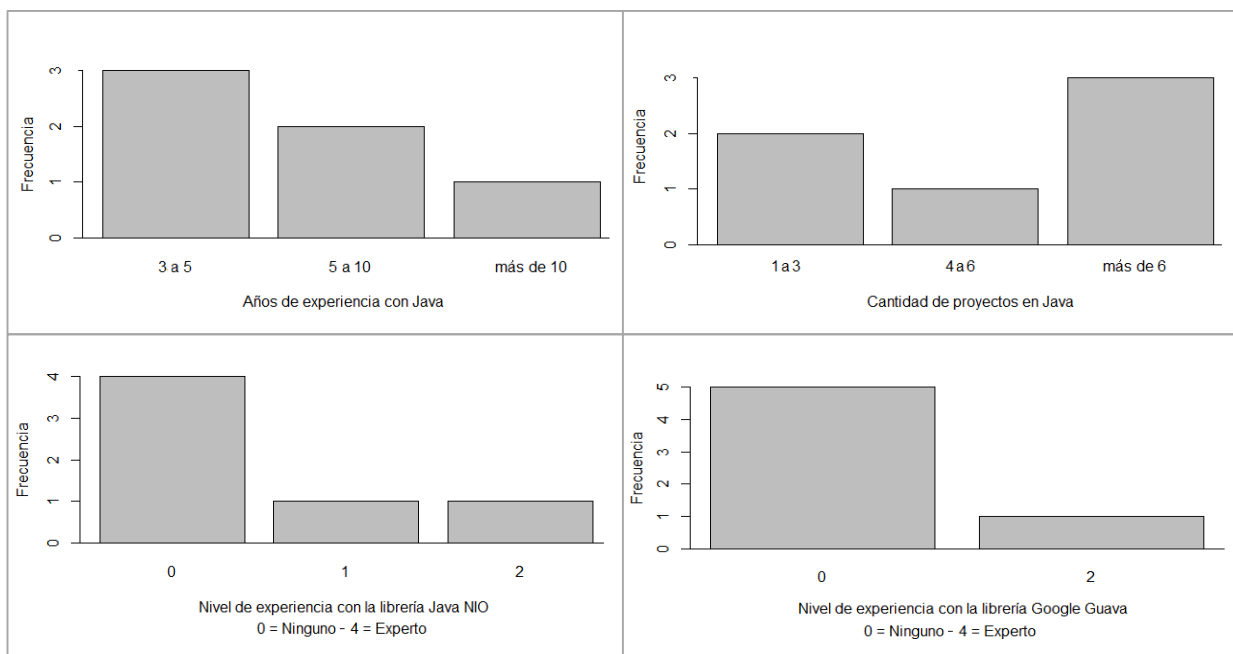 Frecuencia
3
2
1
0
3 a 5 5 a 10 más de 10
Años de experiencia con Java
Frecuencia
3
2
1
0
1 a 3 4 a 6 más de 6
Cantidad de proyectos en Java
Frecuencia
4
3
2
1
0
0 1 2
Nivel de experiencia con la librería Java NIO
0 = Ninguno - 4 = Experto
Frecuencia
5
4
3
2
1
0
0 2
Nivel de experiencia con la librería Google Guava
0 = Ninguno - 4 = Experto